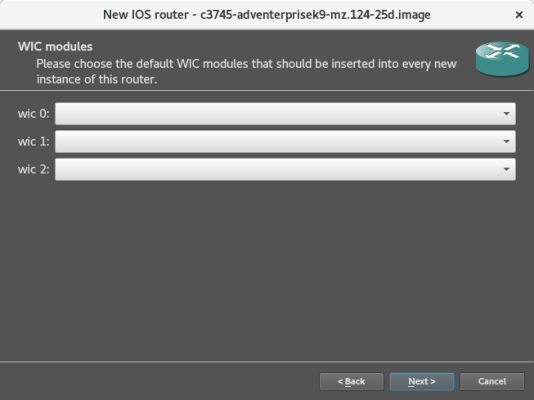 New IOS router - c3745-adventerprisek9-mz.124-25d.image
WIC modules
Please choose the default WIC modules that should be inserted into every new
instance of this router.
wic 0:
wic 1:
wic 2:
< Back
Next >
Cancel